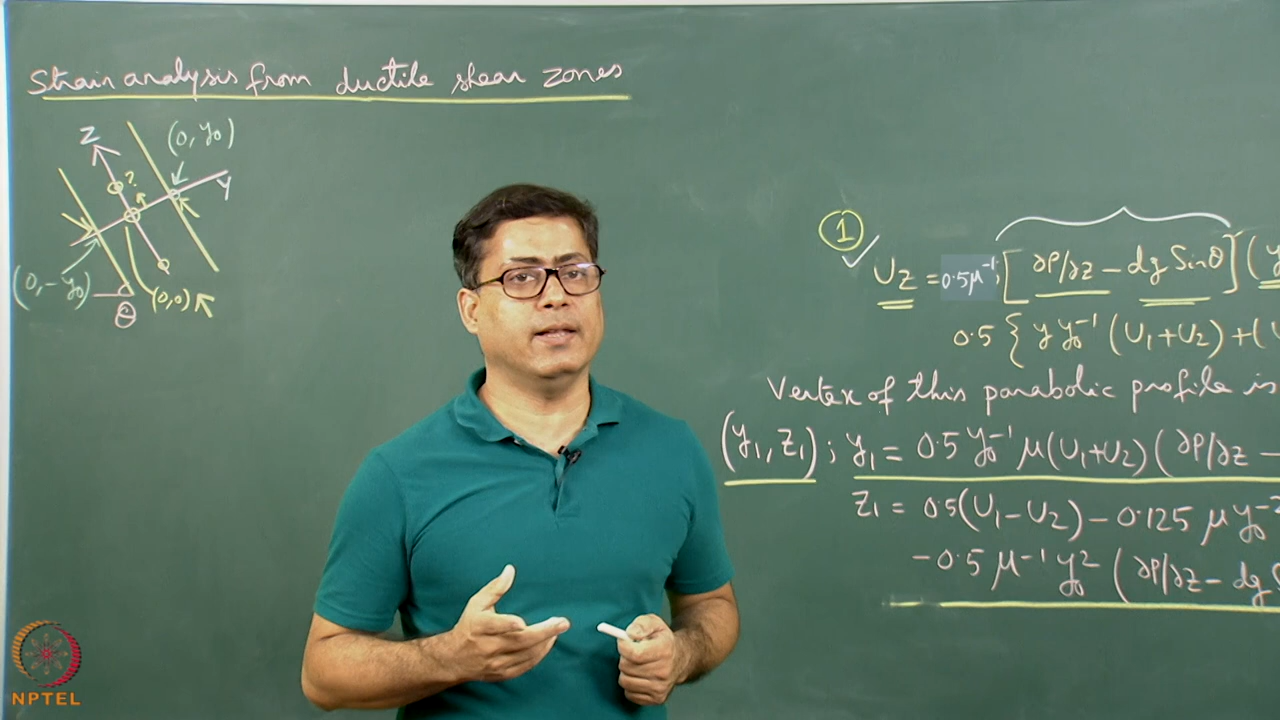 Strain analysis from ductile shear zones
Z
(0, y₀)
?
Y
(0, -y₀)
(0,0)
θ
1
U_Z = 0.5μ⁻¹; [∂P/∂z - dg Sinθ] (y
0.5 { y y₀⁻¹ (U₁+U₂) + (U
Vertex of this parabolic profile is
(y₁, z₁); y₁ = 0.5 y₀⁻¹ μ(U₁+U₂) (∂P/∂z -
z₁ = 0.5(U₁-U₂) - 0.125 μ y₀⁻²
-0.5 μ⁻¹ y₀² (∂P/∂z - dg S
NPTEL